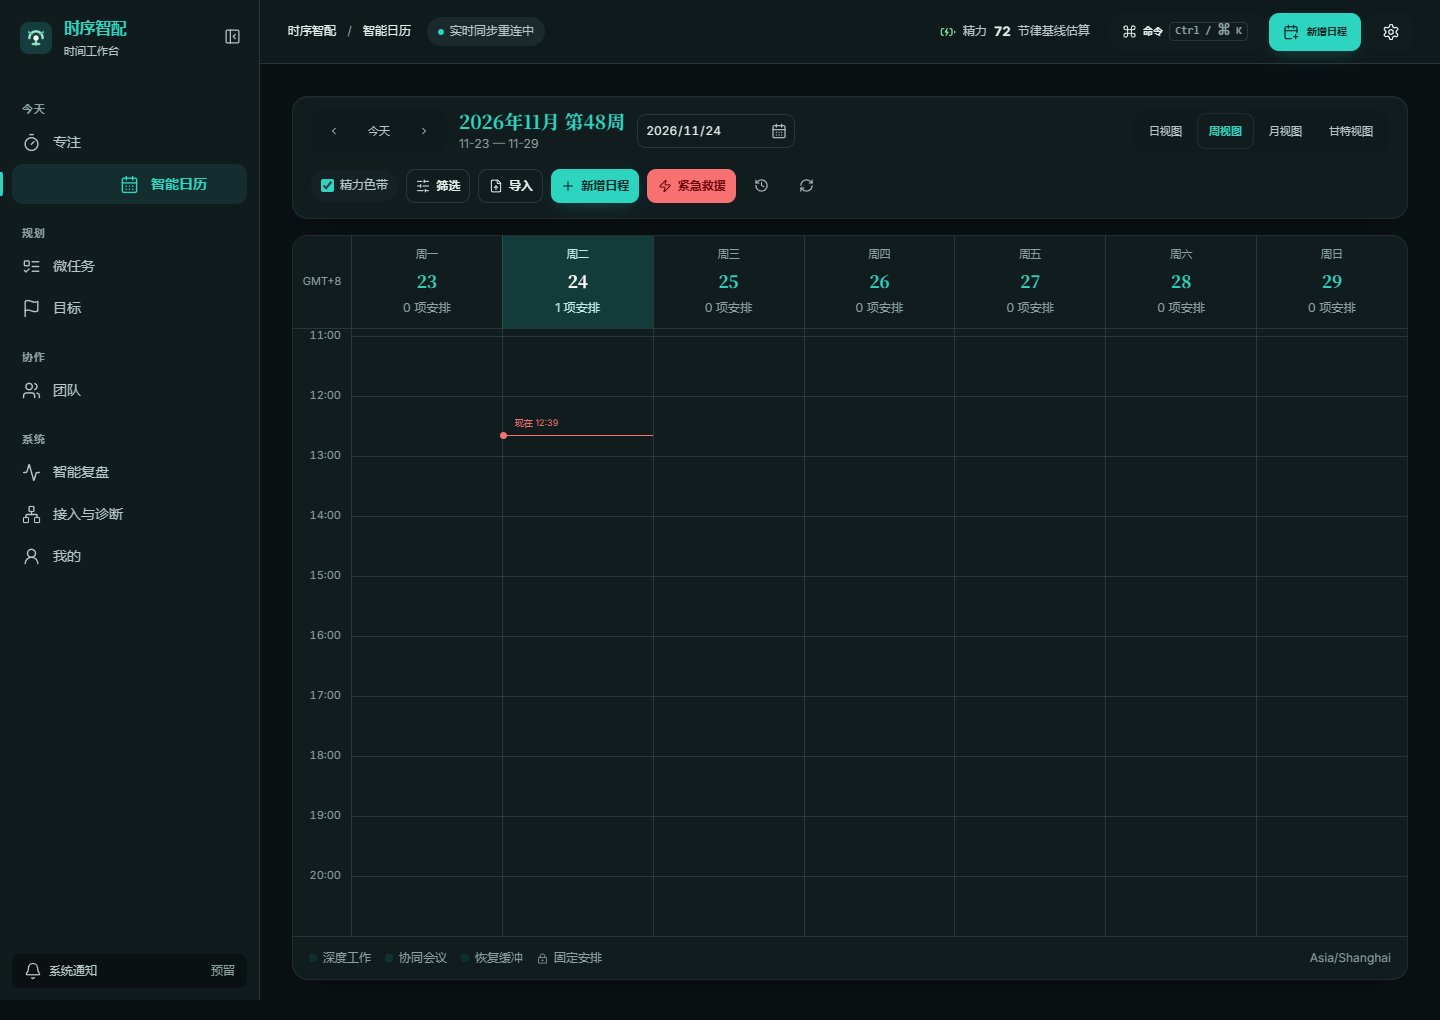 时序智配
时间工作台
今天
专注
智能日历
规划
微任务
目标
协作
团队
系统
智能复盘
接入与诊断
我的
系统通知 预留
时序智配 / 智能日历 实时同步重连中
精力 72 节律基线估算 命令 Ctrl / ⌘ K 新增日程
今天 2026年11月 第48周
11-23 — 11-29
2026/11/24
日视图 周视图 月视图 甘特视图
精力色带 筛选 导入 新增日程 紧急救援
GMT+8
周一 周二 周三 周四 周五 周六 周日
23 24 25 26 27 28 29
0 项安排 1 项安排 0 项安排 0 项安排 0 项安排 0 项安排 0 项安排
11:00
12:00
现在 12:39
13:00
14:00
15:00
16:00
17:00
18:00
19:00
20:00
深度工作 协同会议 恢复缓冲 固定安排 Asia/Shanghai